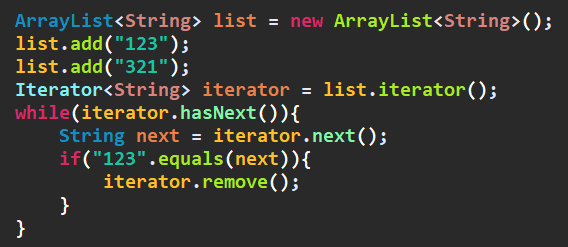 ArrayList<String> list = new ArrayList<String>();
list.add("123");
list.add("321");
Iterator<String> iterator = list.iterator();
while(iterator.hasNext()){
    String next = iterator.next();
    if("123".equals(next)){
        iterator.remove();
    }
}